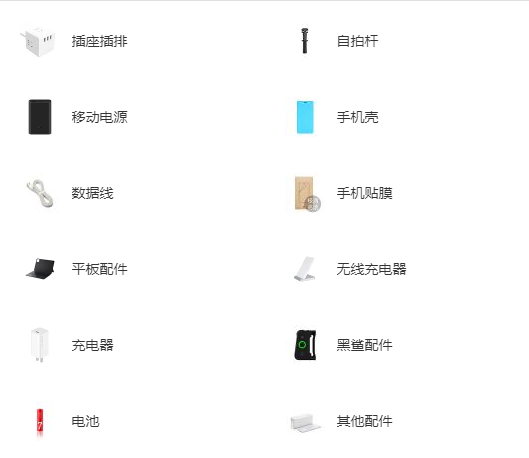 插座插排
自拍杆
移动电源
手机壳
数据线
手机贴膜
平板配件
无线充电器
充电器
黑鲨配件
电池
其他配件